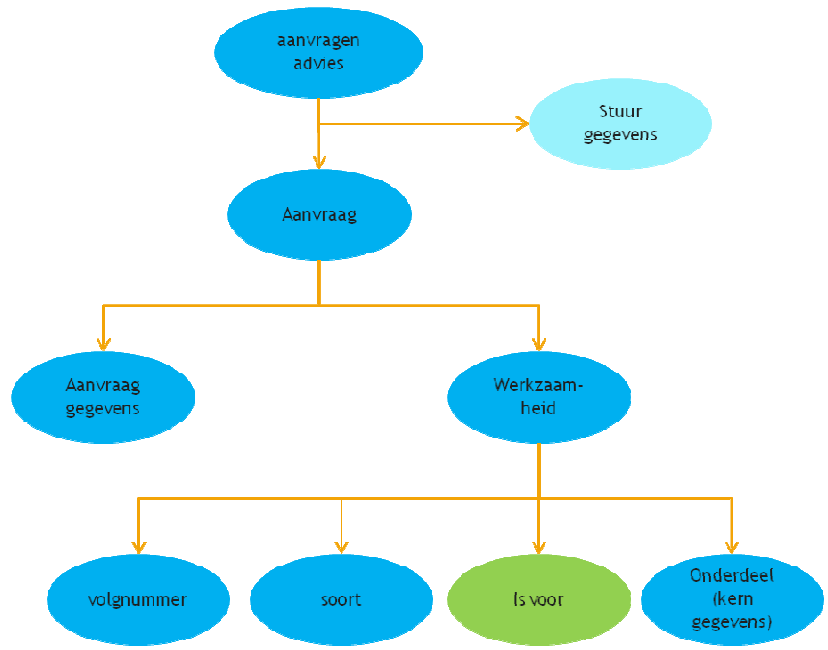 aanvragen
advies
Stuur
gegevens
Aanvraag
Aanvraag
gegevens
Werkzaam-
heid
volgnummer
soort
Is voor
Onderdeel
(kern
gegevens)